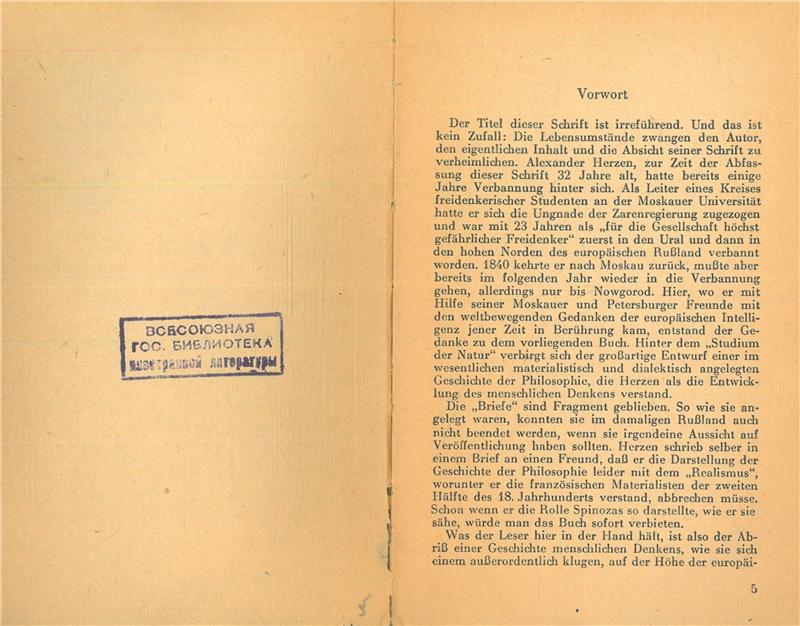 ВСЕСОЮЗНАЯ
ГОС. БИБЛИОТЕКА
иностранной литературы
Vorwort
Der Titel dieser Schrift ist irreführend. Und das ist
kein Zufall: Die Lebensumstände zwangen den Autor,
den eigentlichen Inhalt und die Absicht seiner Schrift zu
verheimlichen. Alexander Herzen, zur Zeit der Abfas-
sung dieser Schrift 32 Jahre alt, hatte bereits einige
Jahre Verbannung hinter sich. Als Leiter eines Kreises
freidenkerischer Studenten an der Moskauer Universität
hatte er sich die Ungnade der Zarenregierung zugezogen
und war mit 23 Jahren als „für die Gesellschaft höchst
gefährlicher Freidenker“ zuerst in den Ural und dann in
den hohen Norden des europäischen Rußland verbannt
worden. 1840 kehrte er nach Moskau zurück, mußte aber
bereits im folgenden Jahr wieder in die Verbannung
gehen, allerdings nur bis Nowgorod. Hier, wo er mit
Hilfe seiner Moskauer und Petersburger Freunde mit
den weltbewegenden Gedanken der europäischen Intelli-
genz jener Zeit in Berührung kam, entstand der Ge-
danke zu dem vorliegenden Buch. Hinter dem „Studium
der Natur“ verbirgt sich der großartige Entwurf einer im
wesentlichen materialistisch und dialektisch angelegten
Geschichte der Philosophie, die Herzen als die Entwick-
lung des menschlichen Denkens verstand.
Die „Briefe“ sind Fragment geblieben. So wie sie an-
gelegt waren, konnten sie im damaligen Rußland auch
nicht beendet werden, wenn sie irgendeine Aussicht auf
Veröffentlichung haben sollten. Herzen schrieb selber in
einem Brief an einen Freund, daß er die Darstellung der
Geschichte der Philosophie leider mit dem „Realismus“,
worunter er die französischen Materialisten der zweiten
Hälfte des 18. Jahrhunderts verstand, abbrechen müsse.
Schon wenn er die Rolle Spinozas so darstellte, wie er sie
sähe, würde man das Buch sofort verbieten.
Was der Leser hier in der Hand hält, ist also der Ab-
riß einer Geschichte menschlichen Denkens, wie sie sich
einem außerordentlich klugen, auf der Höhe der europäi-
5